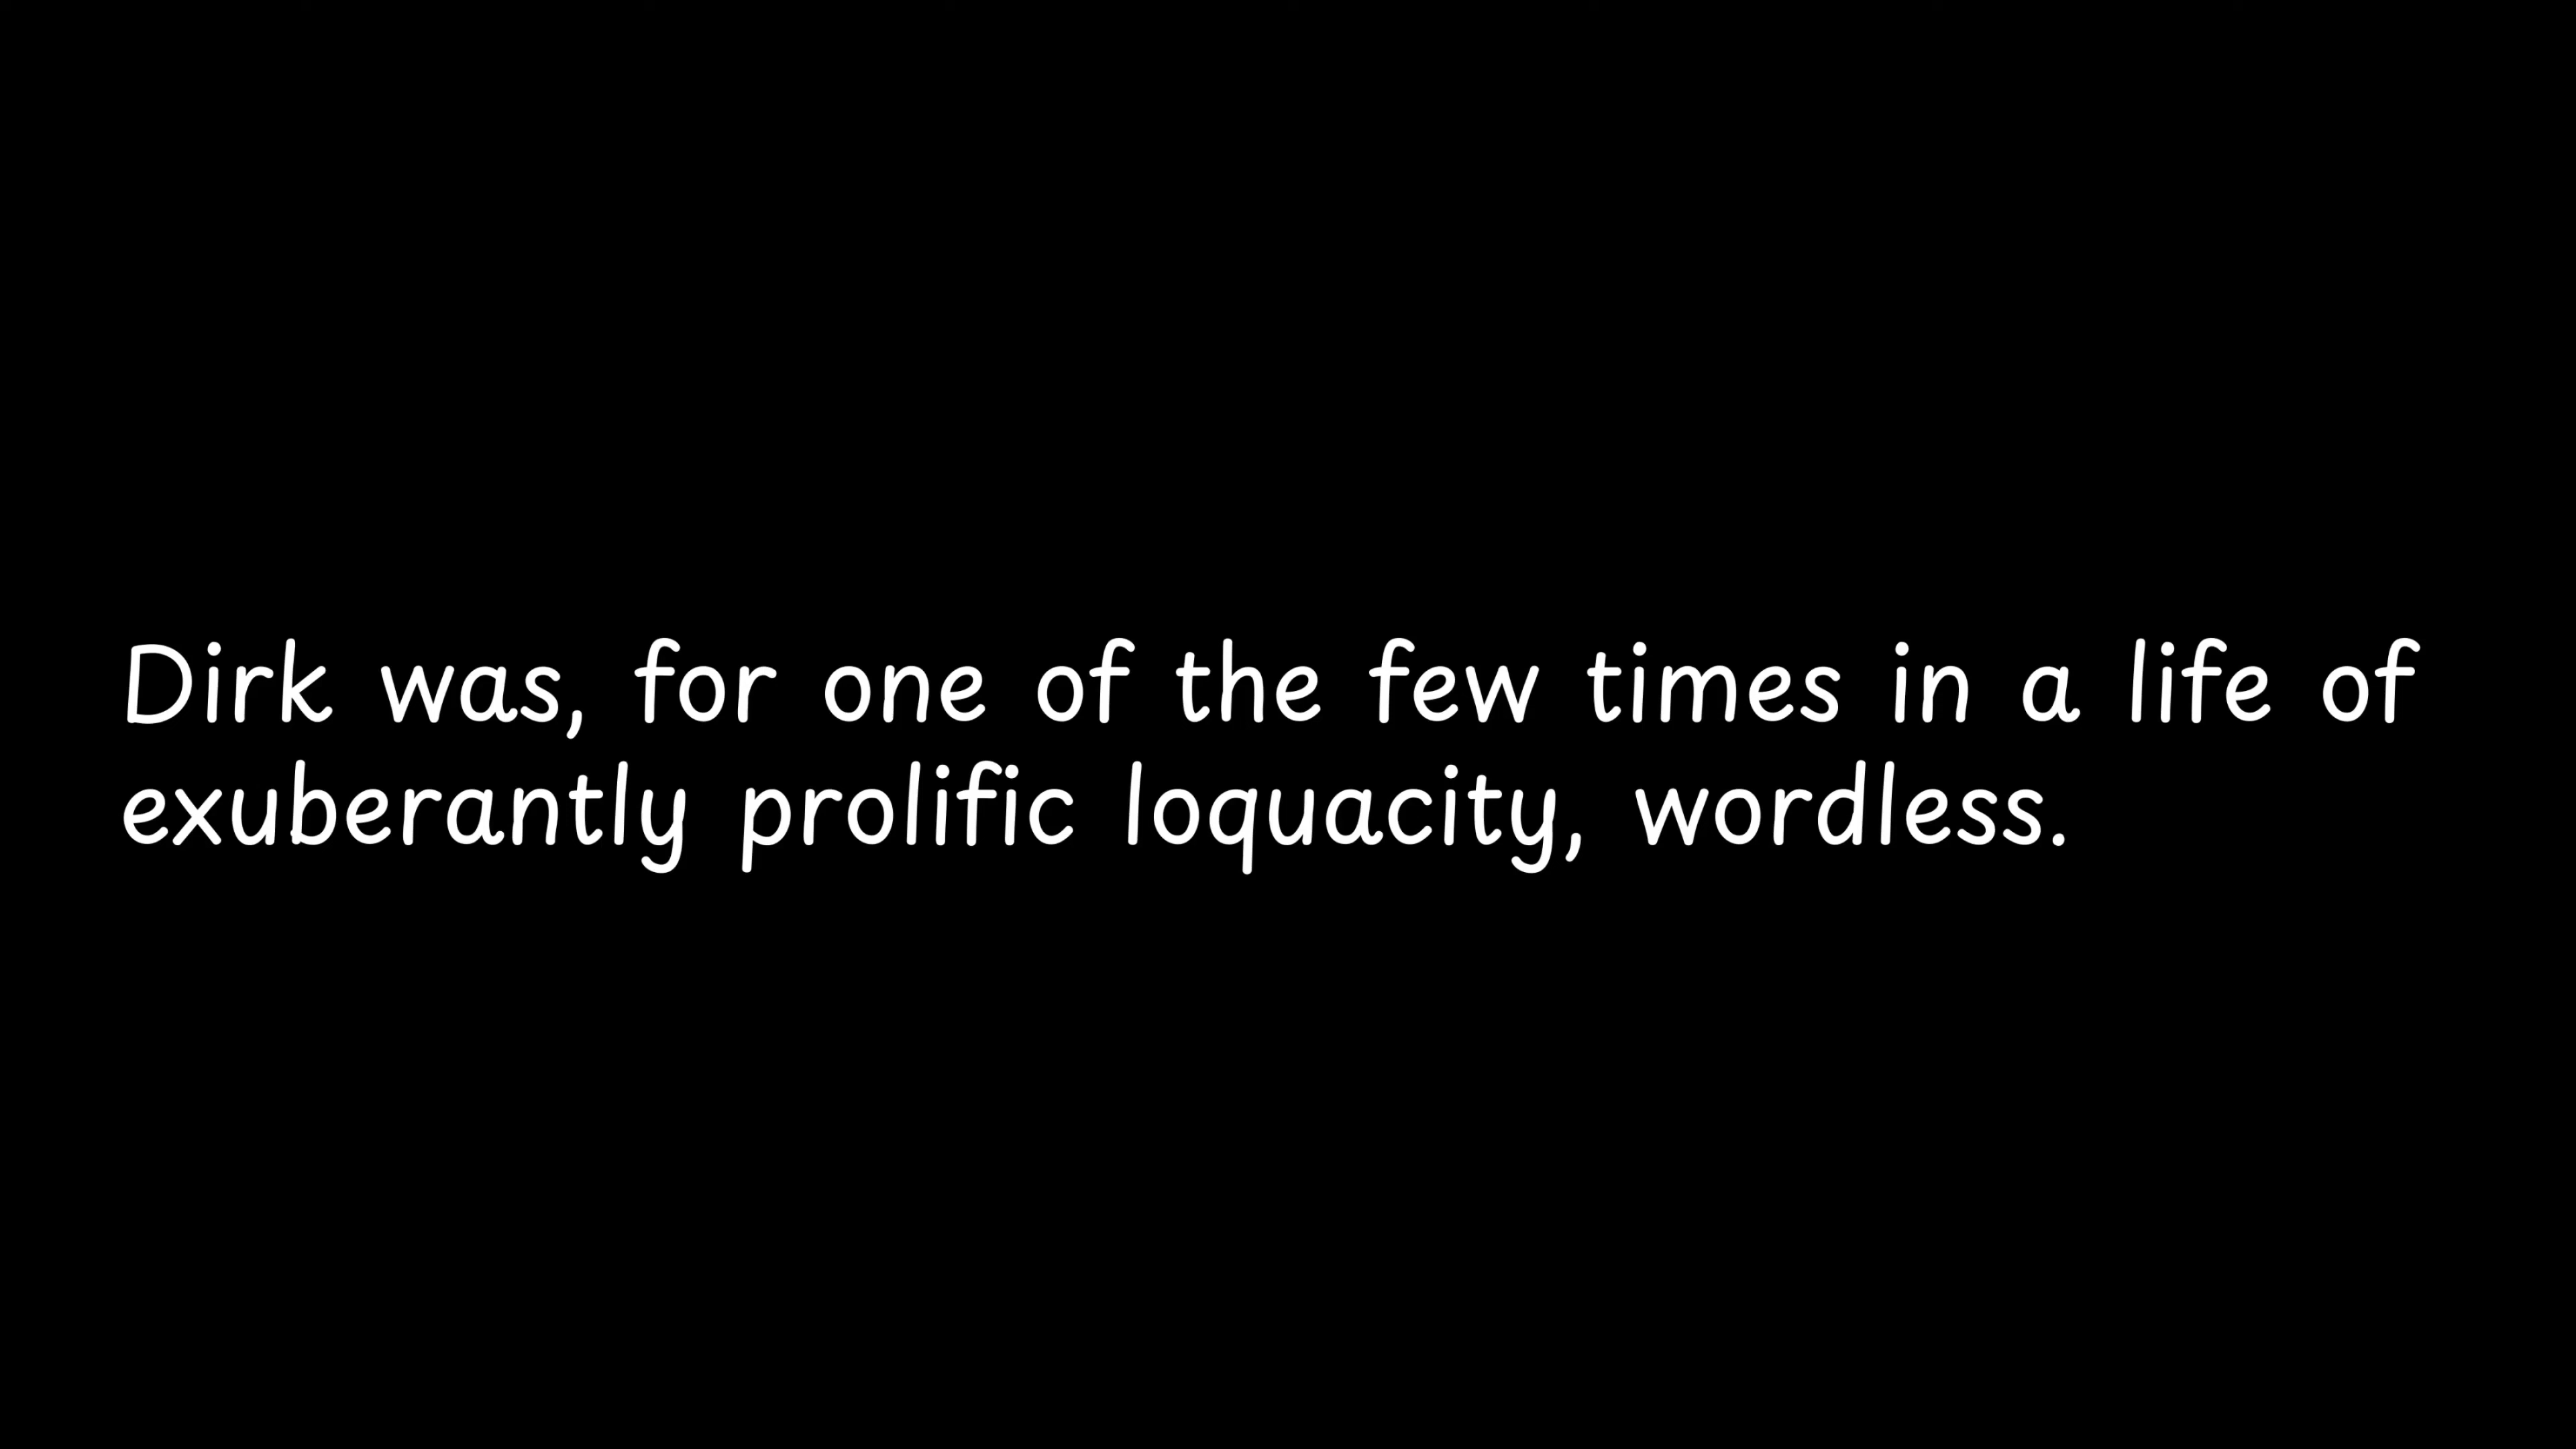 Dirk was, for one of the few times in a life of
exuberantly prolific loquacity, wordless.